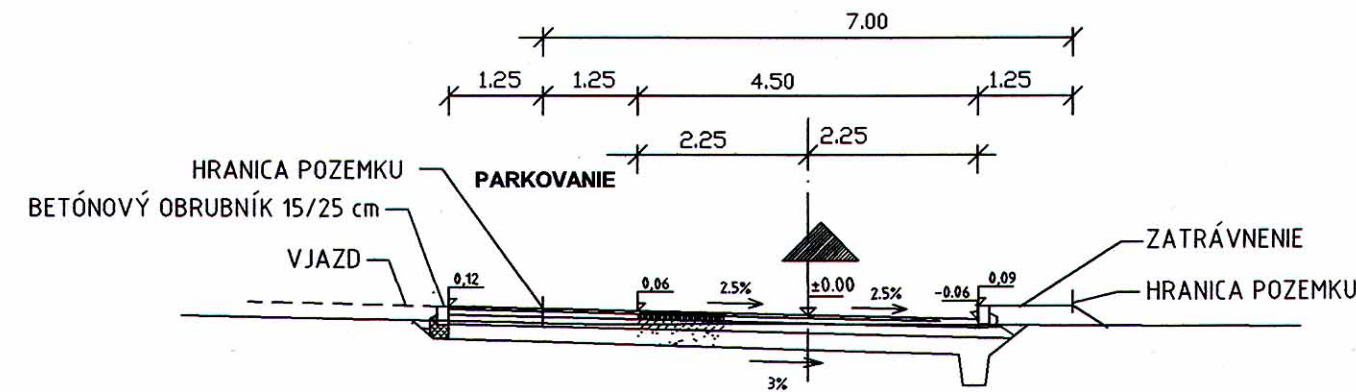 7.00
1.25 1.25 4.50 1.25
2.25 2.25
HRANICA POZEMKU
PARKOVANIE
BETÓNOVÝ OBRUBNÍK 15/25 cm
VJAZD
ZATRÁVNENIE
HRANICA POZEMKU
0,12 0,06 2.5% ±0.00 2.5% -0.06 0,09
3%